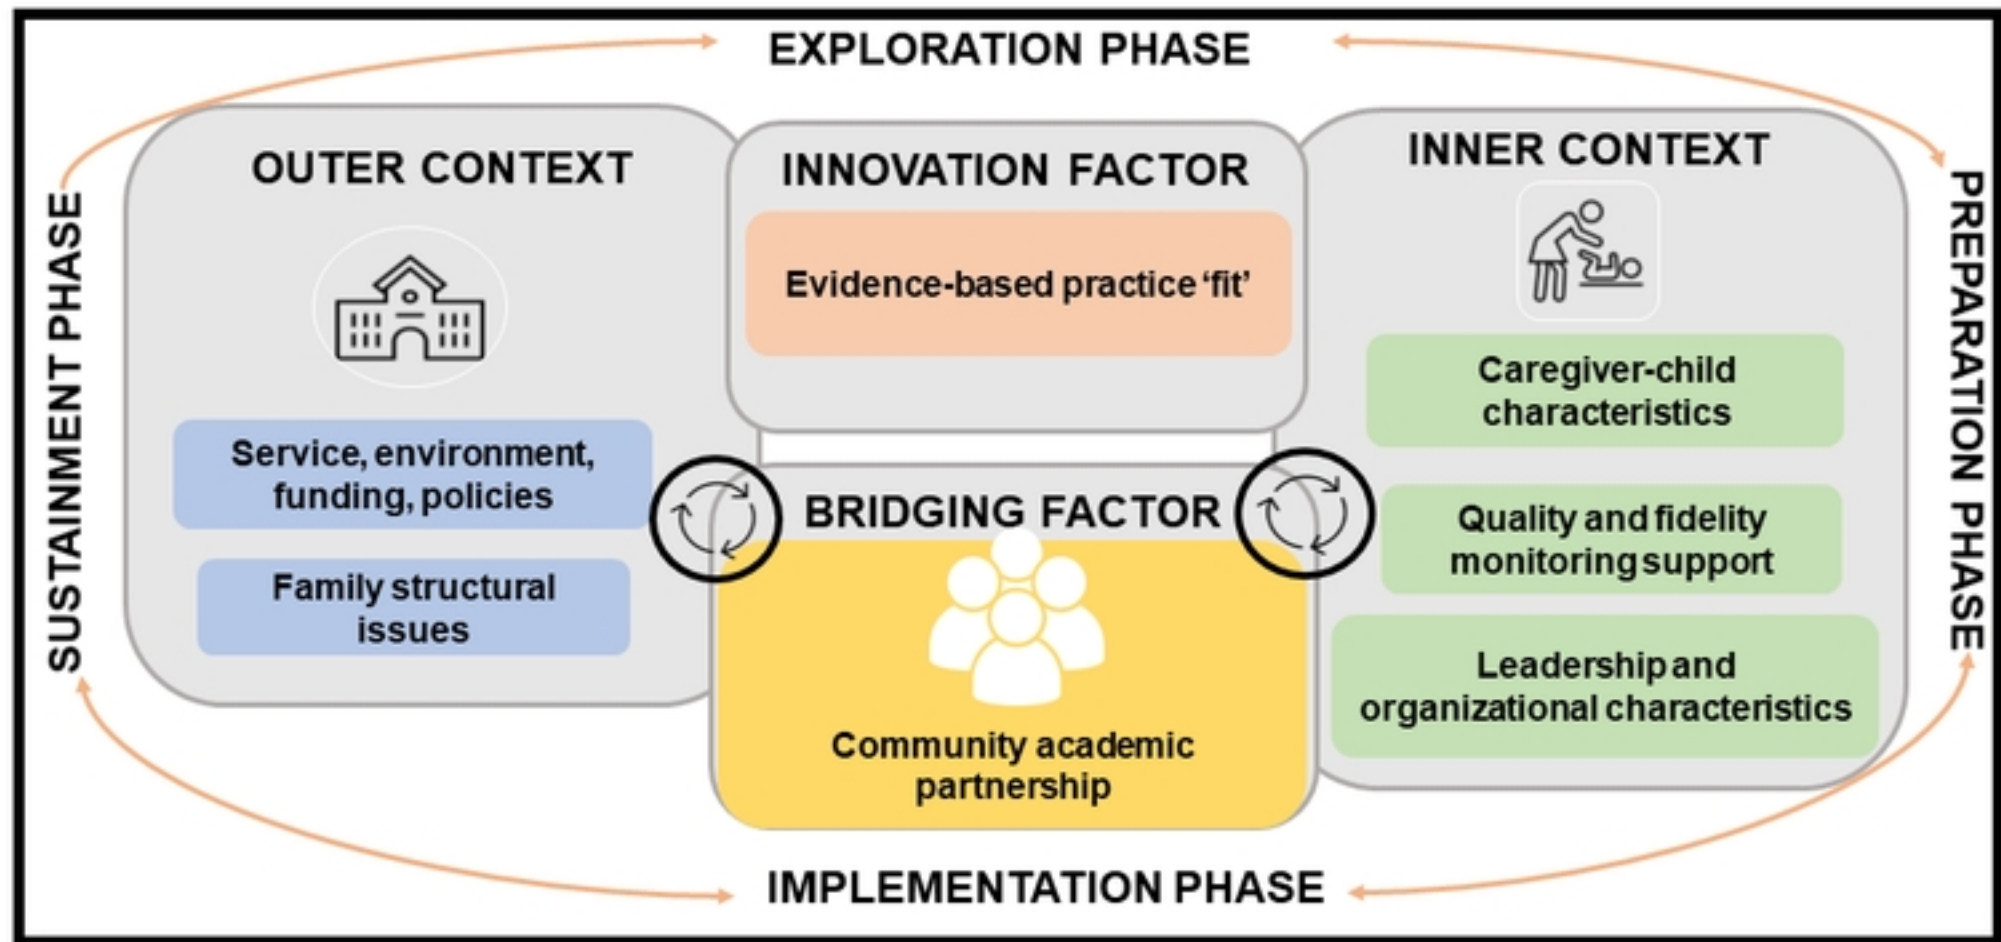 EXPLORATION PHASE
OUTER CONTEXT
INNOVATION FACTOR
INNER CONTEXT
SUSTAINMENT PHASE
PREPARATION PHASE
Evidence-based practice ‘fit’
Caregiver-child
characteristics
Service, environment,
funding, policies
Family structural
issues
BRIDGING FACTOR
Quality and fidelity
monitoring support
Leadership and
organizational characteristics
Community academic
partnership
IMPLEMENTATION PHASE